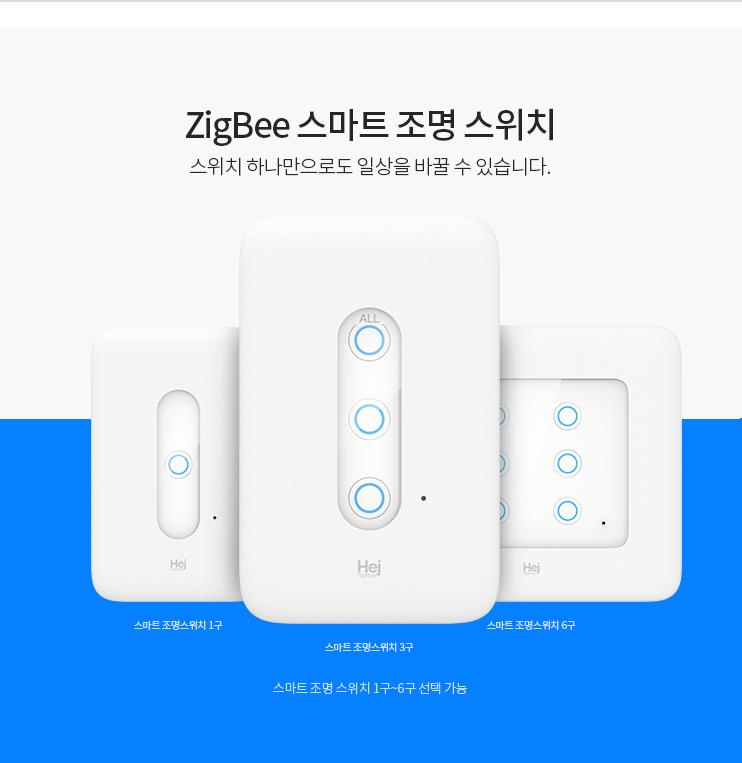 ZigBee 스마트 조명 스위치
스위치 하나만으로도 일상을 바꿀 수 있습니다.
ALL
Hej
home
Hej
home
Hej
home
스마트 조명스위치 1구
스마트 조명스위치 3구
스마트 조명스위치 6구
스마트 조명 스위치 1구~6구 선택 가능